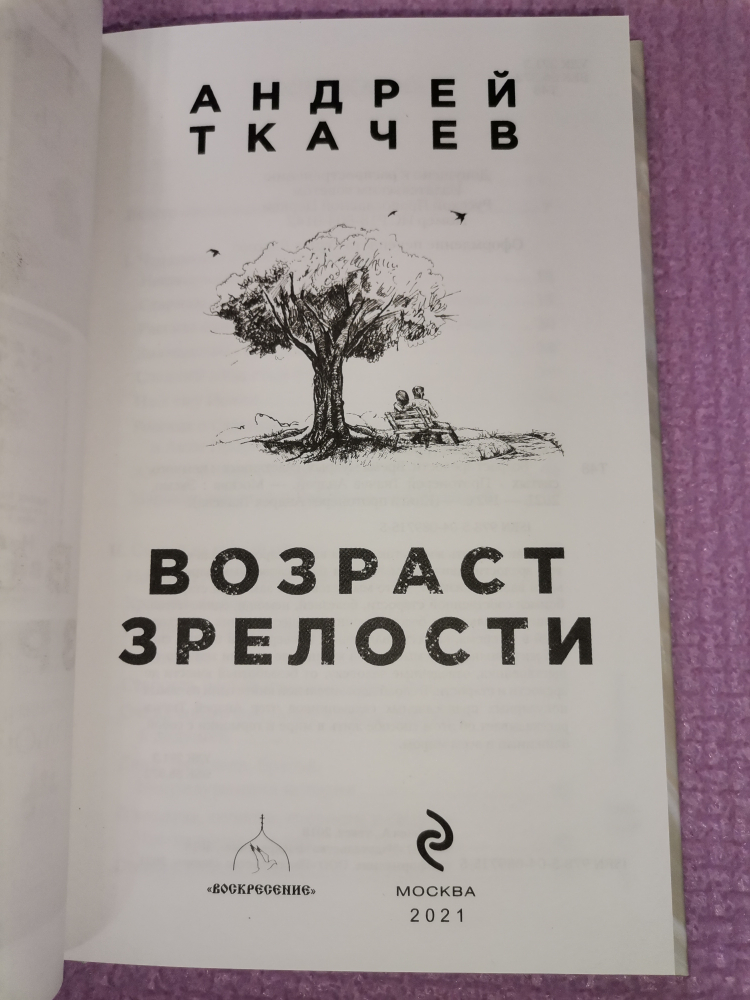 АНДРЕЙ
ТКАЧЕВ
ВОЗРАСТ
ЗРЕЛОСТИ
«ВОСКРЕСЕНИЕ»
МОСКВА
2021